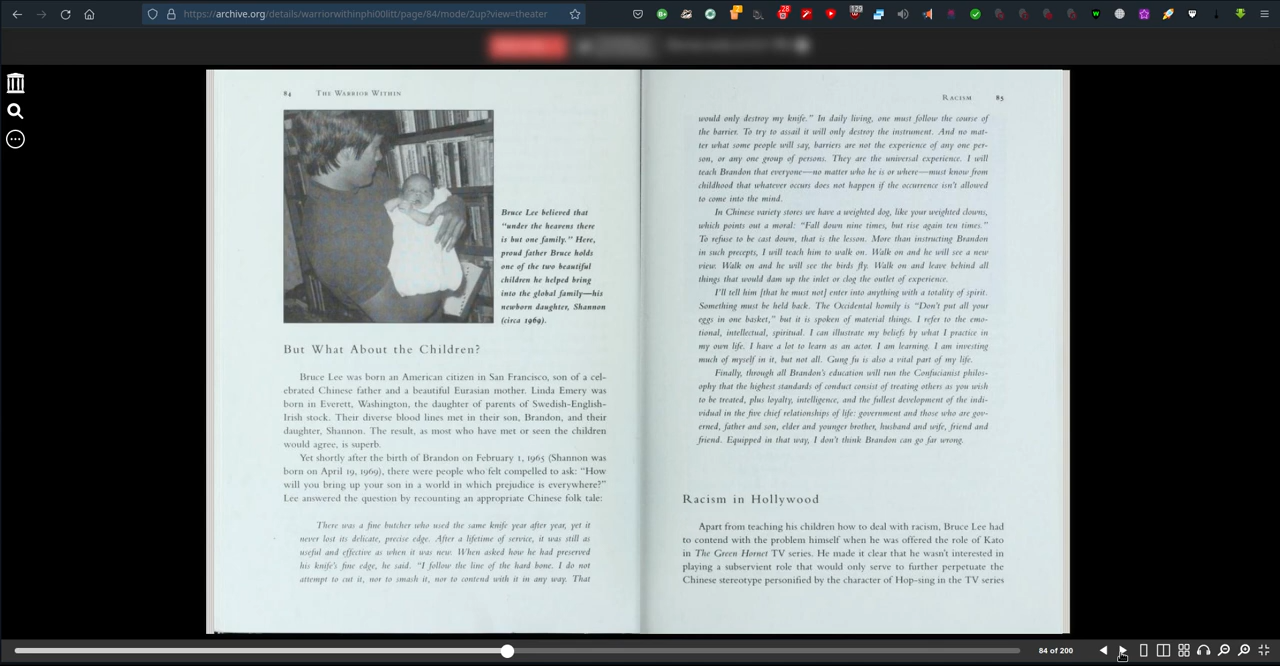 https://archive.org/details/warriorwithinphi00litt/page/84/mode/2up?view=theater
28
129
84 The Warrior Within
Bruce Lee believed that
“under the heavens there
is but one family.” Here,
proud father Bruce holds
one of the two beautiful
children he helped bring
into the global family—his
newborn daughter, Shannon
(circa 1969).
But What About the Children?
Bruce Lee was born an American citizen in San Francisco, son of a cel-
ebrated Chinese father and a beautiful Eurasian mother. Linda Emery was
born in Everett, Washington, the daughter of parents of Swedish-English-
Irish stock. Their diverse blood lines met in their son, Brandon, and their
daughter, Shannon. The result, as most who have met or seen the children
would agree, is superb.
Yet shortly after the birth of Brandon on February 1, 1965 (Shannon was
born on April 19, 1969), there were people who felt compelled to ask: “How
will you bring up your son in a world in which prejudice is everywhere?”
Lee answered the question by recounting an appropriate Chinese folk tale:
There was a fine butcher who used the same knife year after year, yet it
never lost its delicate, precise edge. After a lifetime of service, it was still as
useful and effective as when it was new. When asked how he had preserved
his knife's fine edge, he said. “I follow the line of the hard bone. I do not
attempt to cut it, nor to smash it, nor to contend with it in any way. That
Racism 85
would only destroy my knife.” In daily living, one must follow the course of
the barrier. To try to assail it will only destroy the instrument. And no mat-
ter what some people will say, barriers are not the experience of any one per-
son, or any one group of persons. They are the universal experience. I will
teach Brandon that everyone—no matter who he is or where—must know from
childhood that whatever occurs does not happen if the occurrence isn't allowed
to come into the mind.
In Chinese variety stores we have a weighted dog, like your weighted clowns,
which points out a moral: “Fall down nine times, but rise again ten times.”
To refuse to be cast down, that is the lesson. More than instructing Brandon
in such precepts, I will teach him to walk on. Walk on and he will see a new
view. Walk on and he will see the birds fly. Walk on and leave behind all
things that would dam up the inlet or clog the outlet of experience.
I'll tell him [that he must not] enter into anything with a totality of spirit.
Something must be held back. The Occidental homily is “Don't put all your
eggs in one basket,” but it is spoken of material things. I refer to the emo-
tional, intellectual, spiritual. I can illustrate my beliefs by what I practice in
my own life. I have a lot to learn as an actor. I am learning. I am investing
much of myself in it, but not all. Gung fu is also a vital part of my life.
Finally, through all Brandon's education will run the Confucianist philos-
ophy that the highest standards of conduct consist of treating others as you wish
to be treated, plus loyalty, intelligence, and the fullest development of the indi-
vidual in the five chief relationships of life: government and those who are gov-
erned, father and son, elder and younger brother, husband and wife, friend and
friend. Equipped in that way, I don't think Brandon can go far wrong.
Racism in Hollywood
Apart from teaching his children how to deal with racism, Bruce Lee had
to contend with the problem himself when he was offered the role of Kato
in The Green Hornet TV series. He made it clear that he wasn't interested in
playing a subservient role that would only serve to further perpetuate the
Chinese stereotype personified by the character of Hop-sing in the TV series
84 of 200